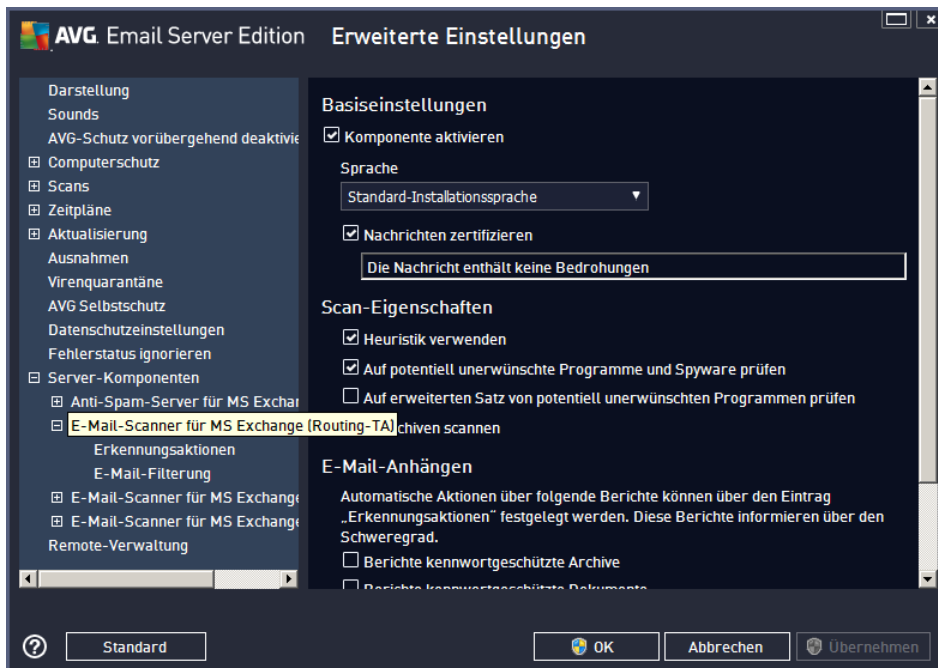 AVG. Email Server Edition Erweiterte Einstellungen
Darstellung
Sounds
AVG-Schutz vorübergehend deaktivie
Computerschutz
Scans
Zeitpläne
Aktualisierung
Ausnahmen
Virenquarantäne
AVG Selbstschutz
Datenschutzeinstellungen
Fehlerstatus ignorieren
Server-Komponenten
Anti-Spam-Server für MS Exchan
E-Mail-Scanner für MS Exchange (Routing-TA)
Erkennungsaktionen
E-Mail-Filterung
E-Mail-Scanner für MS Exchange
E-Mail-Scanner für MS Exchange
Remote-Verwaltung
Basiseinstellungen
Komponente aktivieren
Sprache
Standard-Installationssprache
Nachrichten zertifizieren
Die Nachricht enthält keine Bedrohungen
Scan-Eigenschaften
Heuristik verwenden
Auf potentiell unerwünschte Programme und Spyware prüfen
Auf erweiterten Satz von potentiell unerwünschten Programmen prüfen
chiven scannen
E-Mail-Anhängen
Automatische Aktionen über folgende Berichte können über den Eintrag
„Erkennungsaktionen“ festgelegt werden. Diese Berichte informieren über den
Schweregrad.
Berichte kennwortgeschützte Archive
Berichte kennwortgeschützte Dokumente
Standard
OK
Abbrechen
Übernehmen